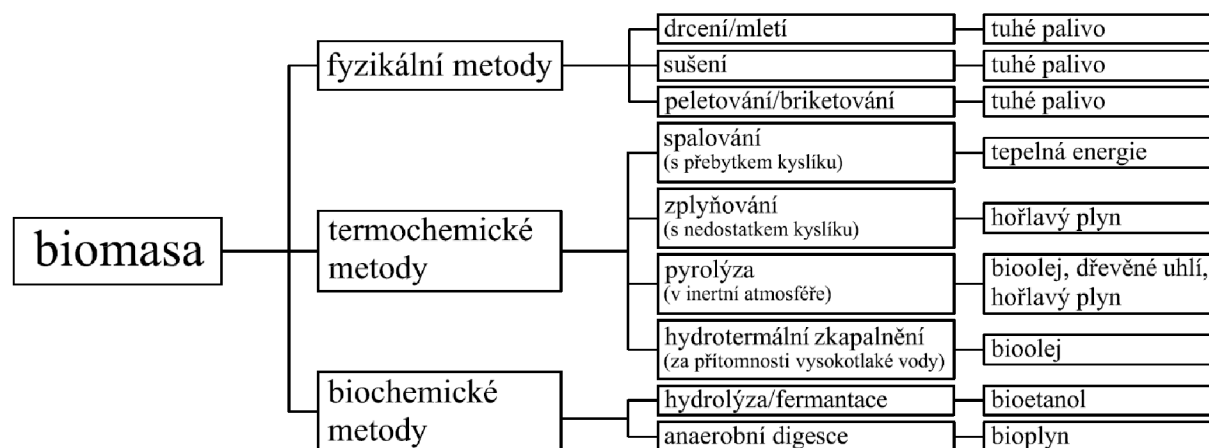 biomasa
fyzikální metody
drcení/mletí
tuhé palivo
sušení
tuhé palivo
peletování/briketování
tuhé palivo
termochemické
metody
spalování
(s přebytkem kyslíku)
tepelná energie
zplyňování
(s nedostatkem kyslíku)
hořlavý plyn
pyrolýza
(v inertní atmosféře)
bioolej, dřevěné uhlí,
hořlavý plyn
hydrotermální zkapalnění
(za přítomnosti vysokotlaké vody)
bioolej
biochemické
metody
hydrolýza/fermantace
bioetanol
anaerobní digesce
bioplyn